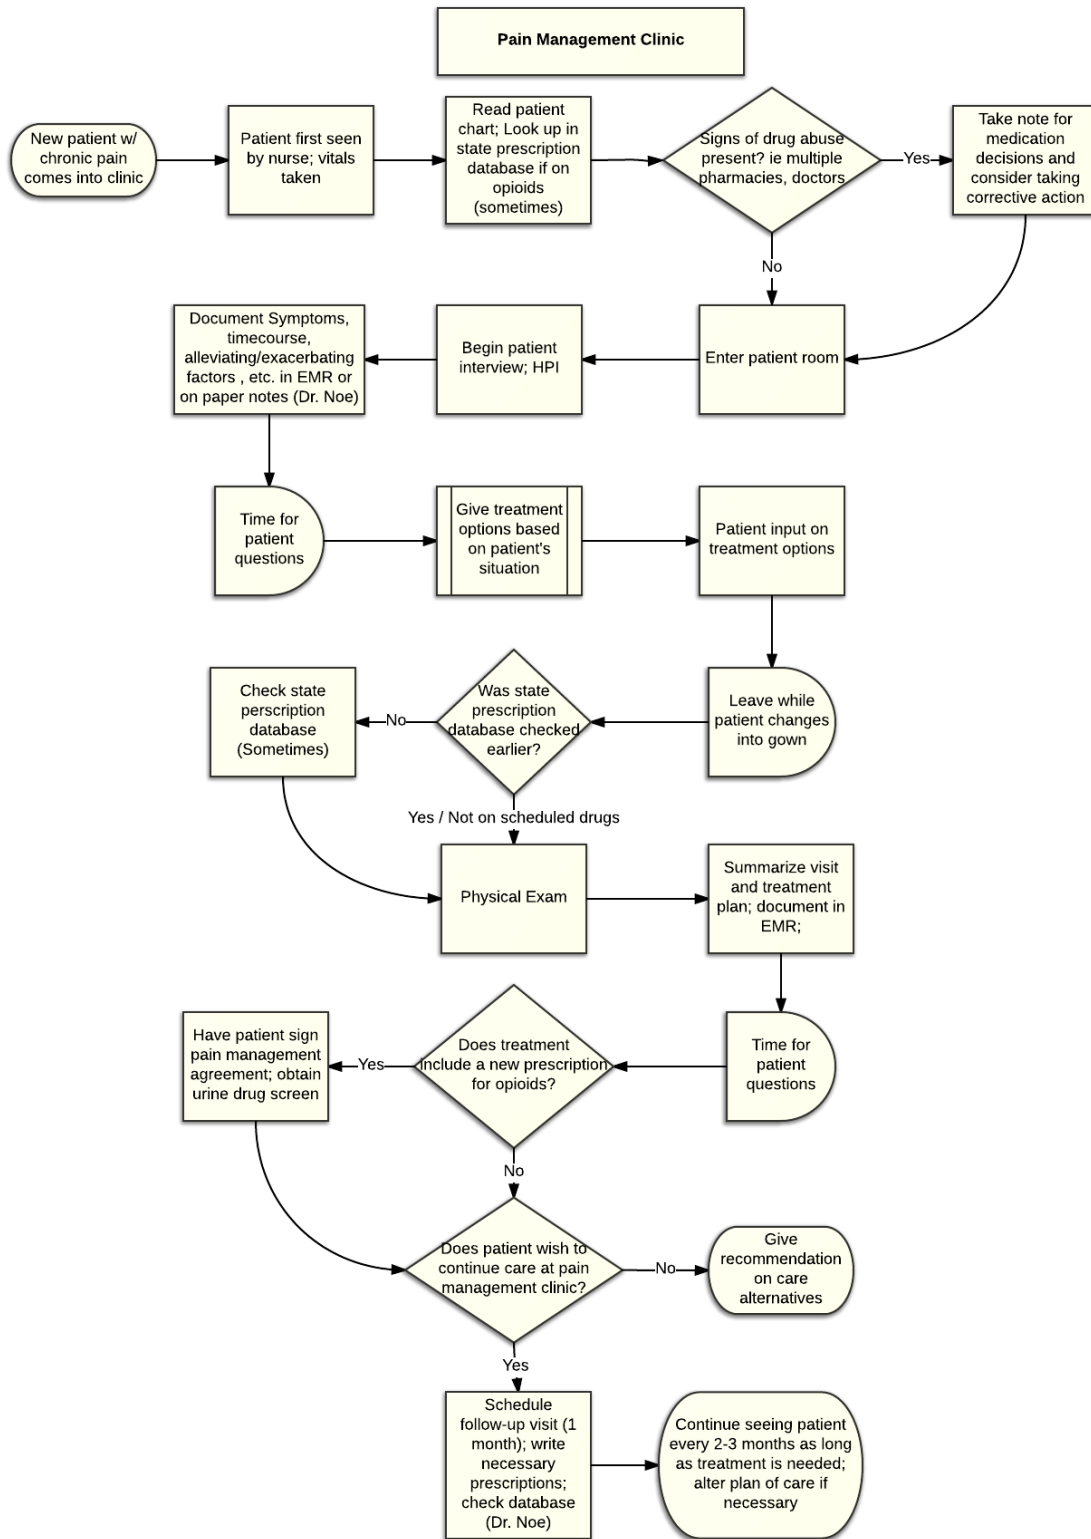 Pain Management Clinic
New patient w/
chronic pain
comes into clinic
Patient first seen
by nurse; vitals
taken
Read patient
chart; Look up in
state prescription
database if on
opioids
(sometimes)
Signs of drug abuse
present? ie multiple
pharmacies, doctors
Yes
Take note for
medication
decisions and
consider taking
corrective action
No
Enter patient room
Begin patient
interview; HPI
Document Symptoms,
timecourse,
alleviating/exacerbating
factors , etc. in EMR or
on paper notes (Dr. Noe)
Time for
patient
questions
Give treatment
options based
on patient's
situation
Patient input on
treatment options
Leave while
patient changes
into gown
Was state
prescription
database checked
earlier?
No
Check state
perscription
database
(Sometimes)
Yes / Not on scheduled drugs
Physical Exam
Summarize visit
and treatment
plan; document in
EMR;
Time for
patient
questions
Does treatment
include a new prescription
for opioids?
Yes
Have patient sign
pain management
agreement; obtain
urine drug screen
No
Does patient wish to
continue care at pain
management clinic?
No
Give
recommendation
on care
alternatives
Yes
Schedule
follow-up visit (1
month); write
necessary
prescriptions;
check database
(Dr. Noe)
Continue seeing patient
every 2-3 months as long
as treatment is needed;
alter plan of care if
necessary